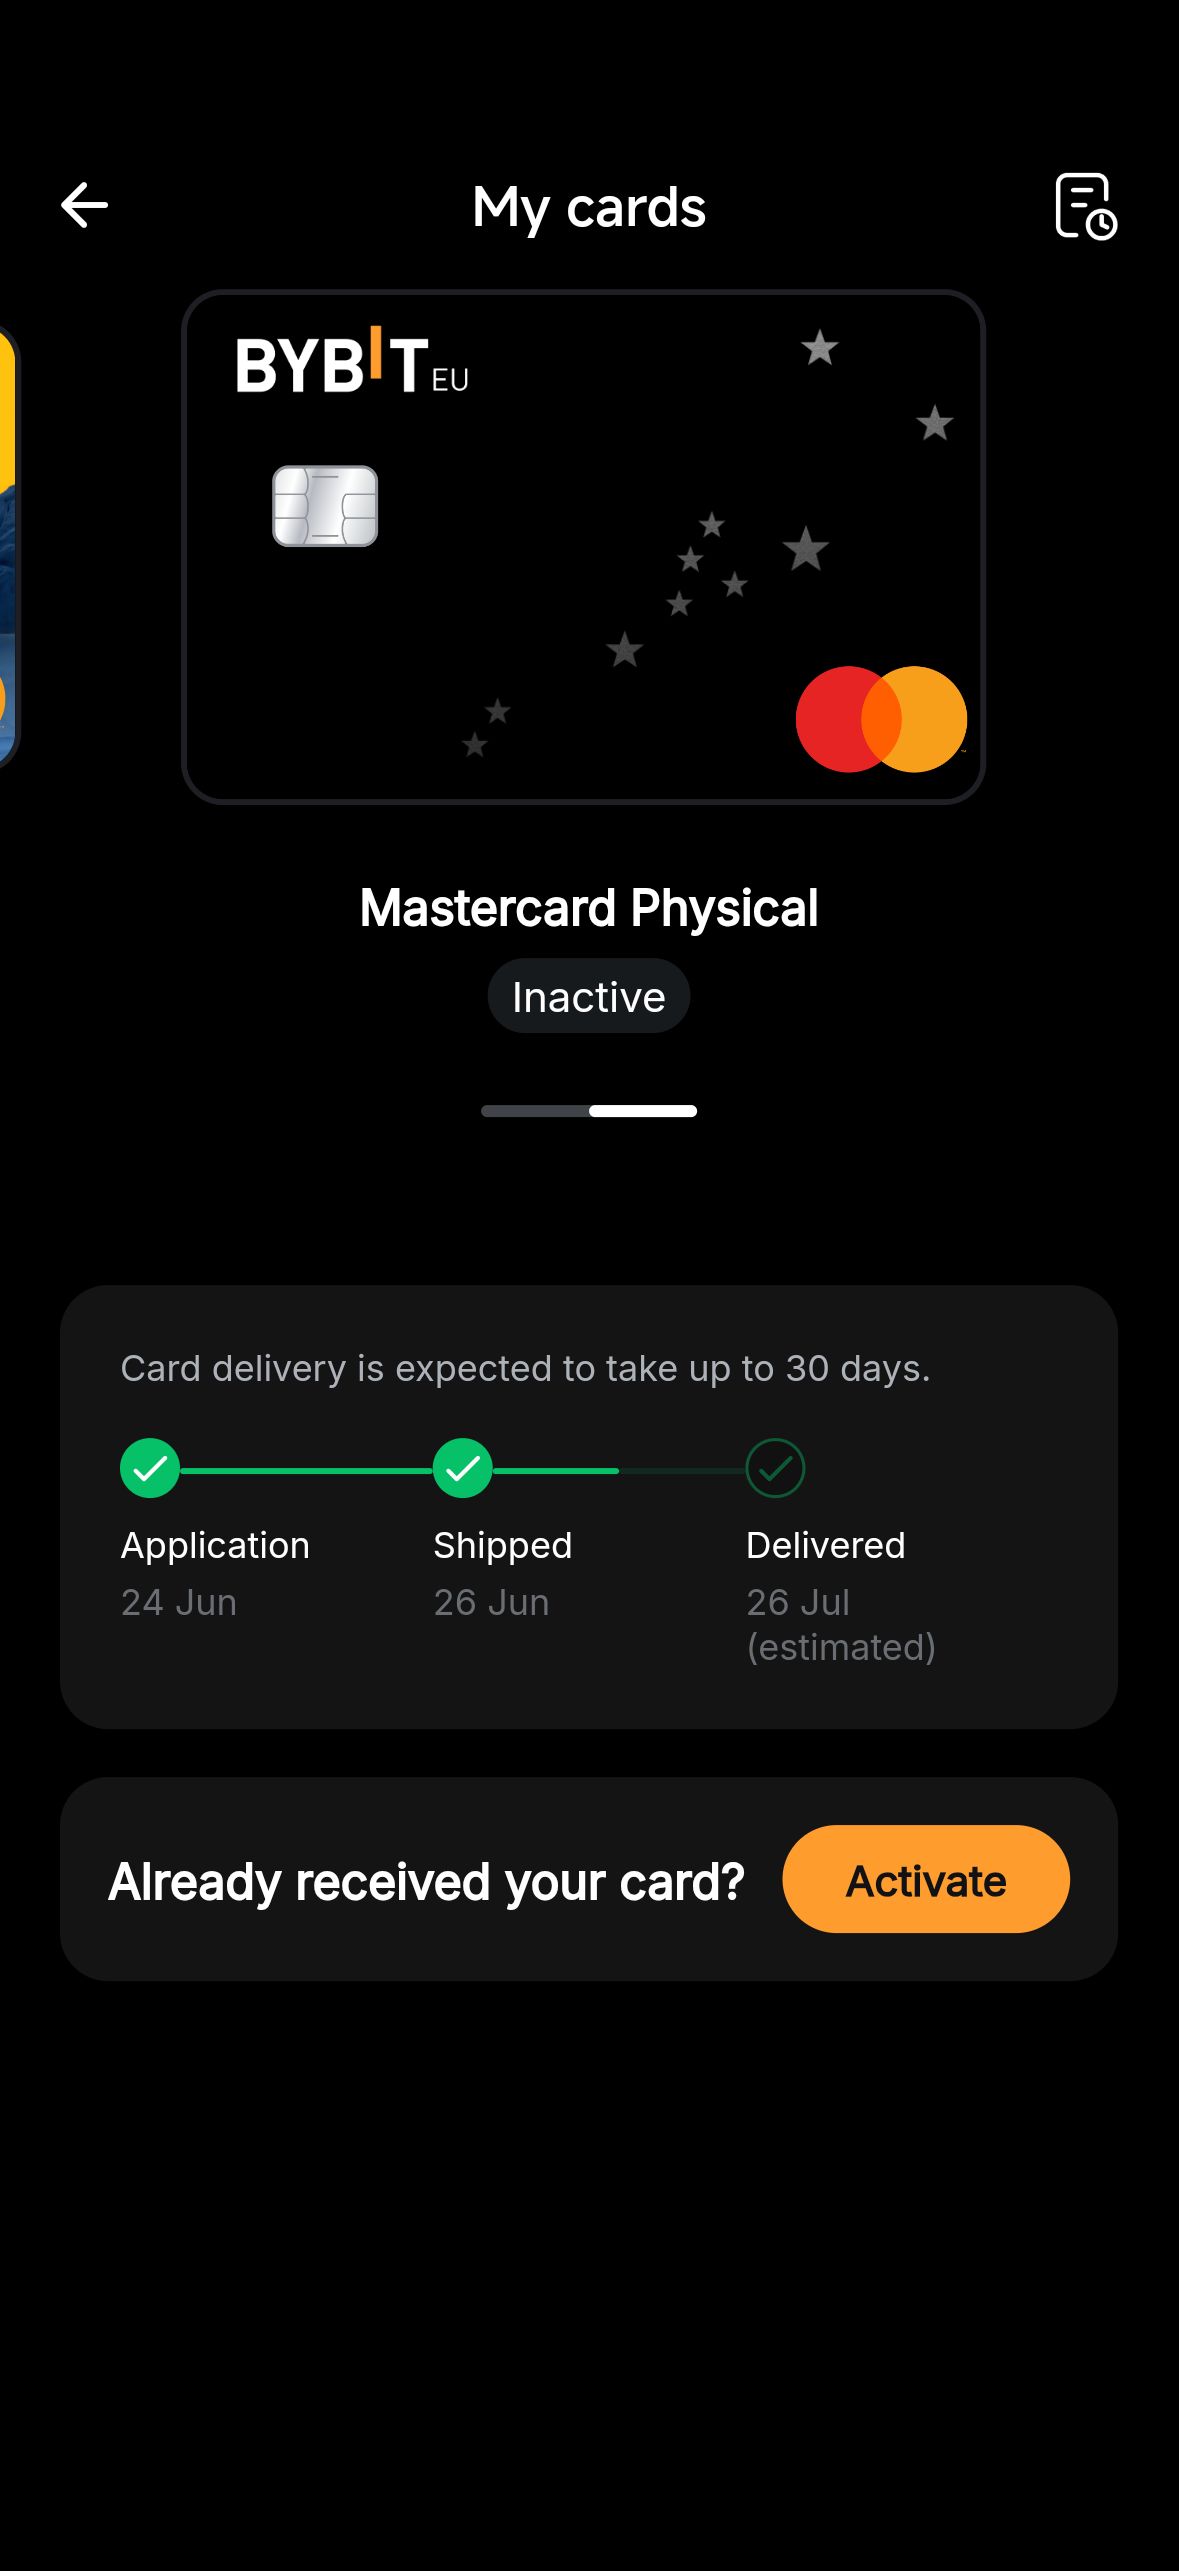 My cards
BYBIT EU
Mastercard Physical
Inactive
Card delivery is expected to take up to 30 days.
Application
Shipped
Delivered
24 Jun
26 Jun
26 Jul
(estimated)
Already received your card?
Activate